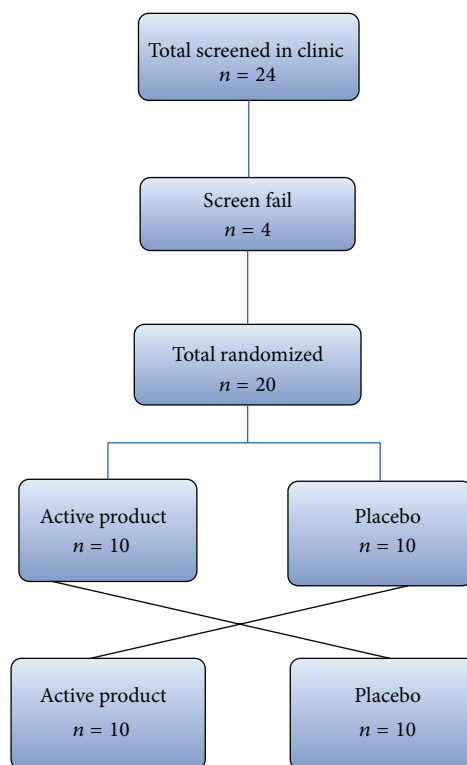 Total screened in clinic
n = 24
Screen fail
n = 4
Total randomized
n = 20
Active product
n = 10
Placebo
n = 10
Active product
n = 10
Placebo
n = 10